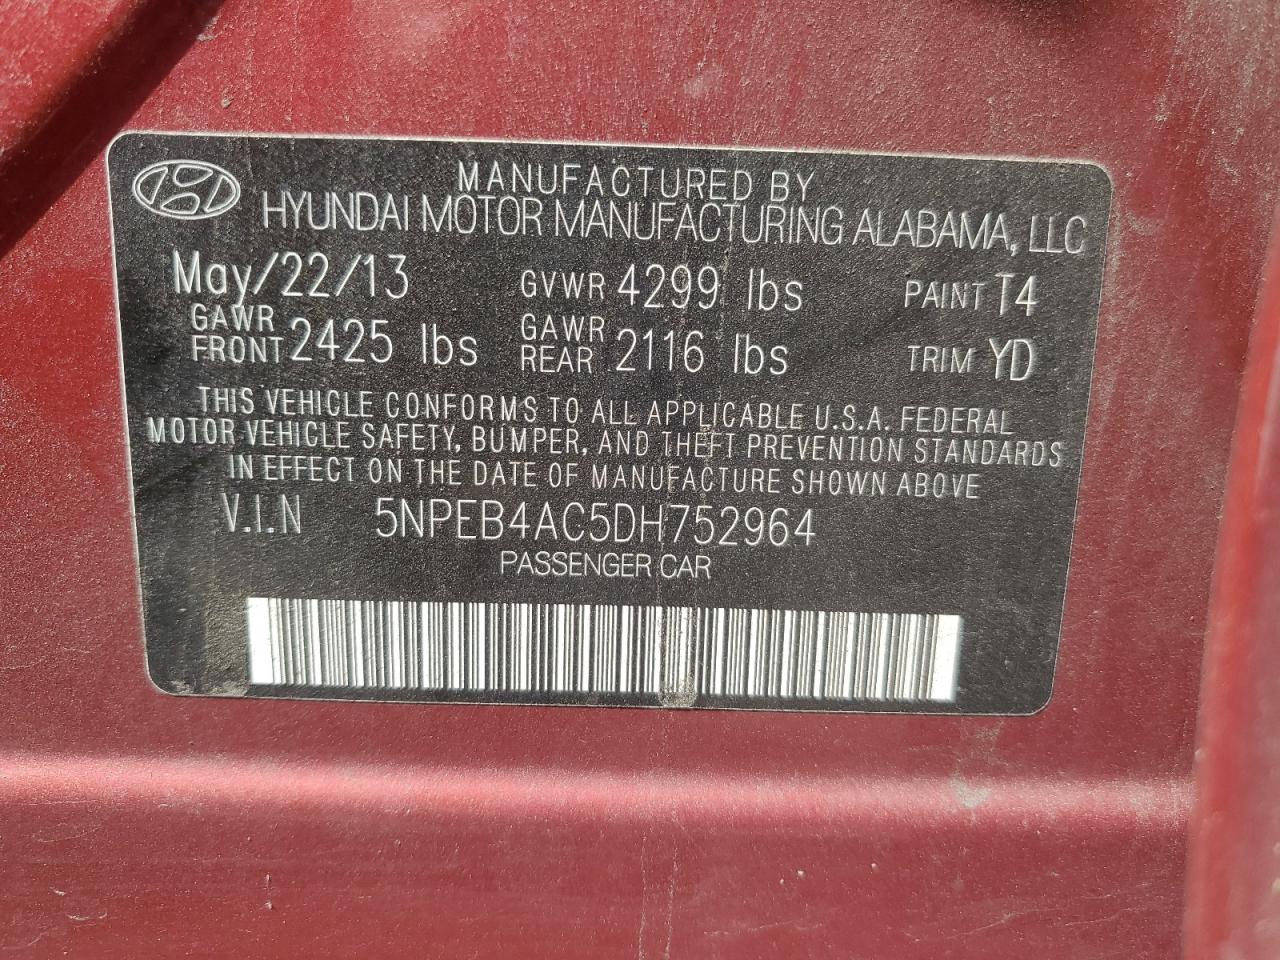 MANUFACTURED BY
HYUNDAI MOTOR MANUFACTURING ALABAMA, LLC
May/22/13 GVWR 4299 lbs PAINT T4
GAWR FRONT 2425 lbs GAWR REAR 2116 lbs TRIM YD
THIS VEHICLE CONFORMS TO ALL APPLICABLE U.S.A. FEDERAL
MOTOR VEHICLE SAFETY, BUMPER, AND THEFT PREVENTION STANDARDS
IN EFFECT ON THE DATE OF MANUFACTURE SHOWN ABOVE
V.I.N 5NPEB4AC5DH752964
PASSENGER CAR